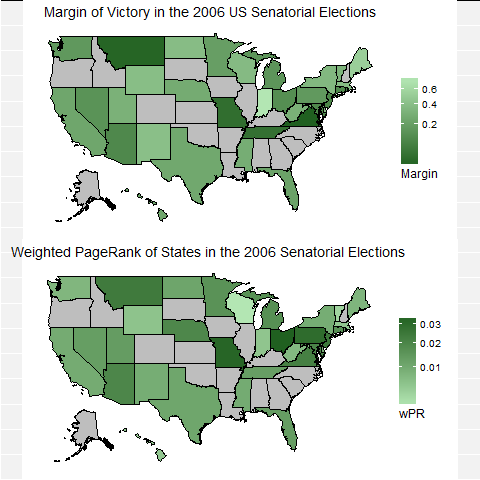 Margin of Victory in the 2006 US Senatorial Elections
0.6
0.4
0.2
Margin
Weighted PageRank of States in the 2006 Senatorial Elections
0.03
0.02
0.01
wPR